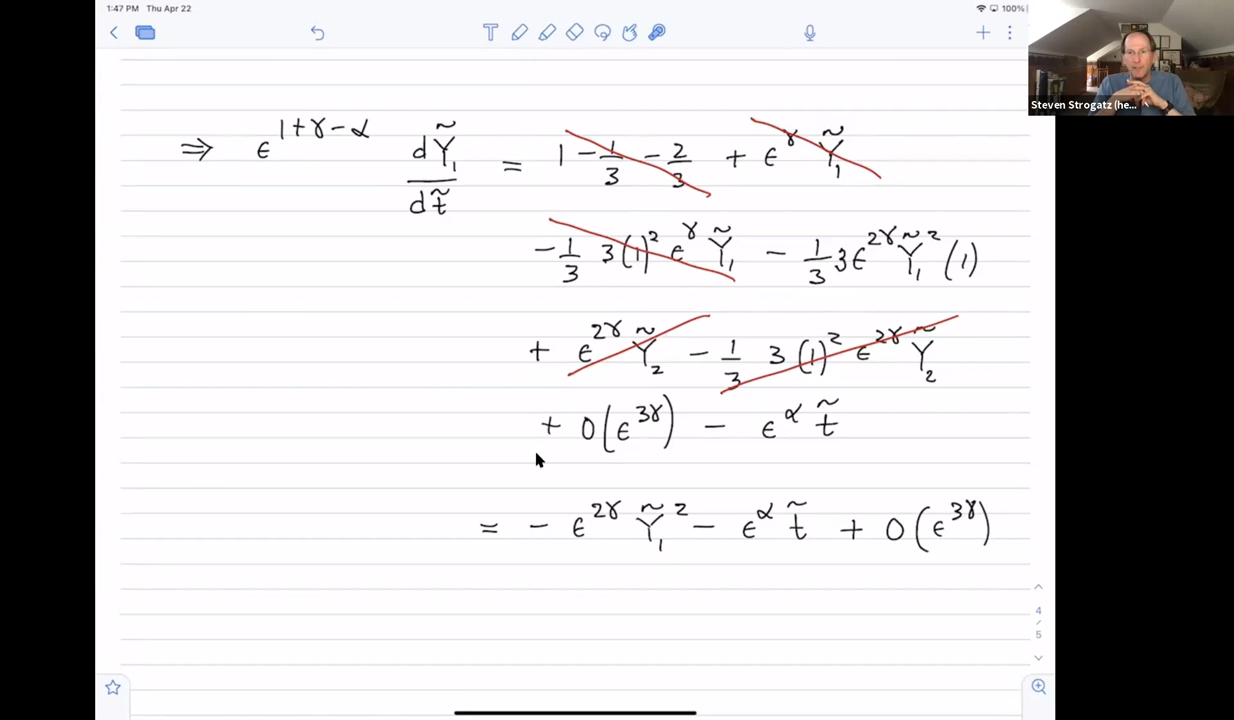 1:47 PM Thu Apr 22
100%
T
Steven Strogatz (he...
⇒ ϵ^{1+γ-α} dỸ₁/dt̃ = 1 - 1/3 - 2/3 + ϵ^γ Ỹ₁
- 1/3 3(1)² ϵ^γ Ỹ₁ - 1/3 3ϵ^{2γ} Ỹ₁² (1)
+ ϵ^{2γ} Ỹ₂ - 1/3 3(1)² ϵ^{2γ} Ỹ₂
+ O(ϵ^{3γ}) - ϵ^α t̃
= - ϵ^{2γ} Ỹ₁² - ϵ^α t̃ + O(ϵ^{3γ})
4
/
5